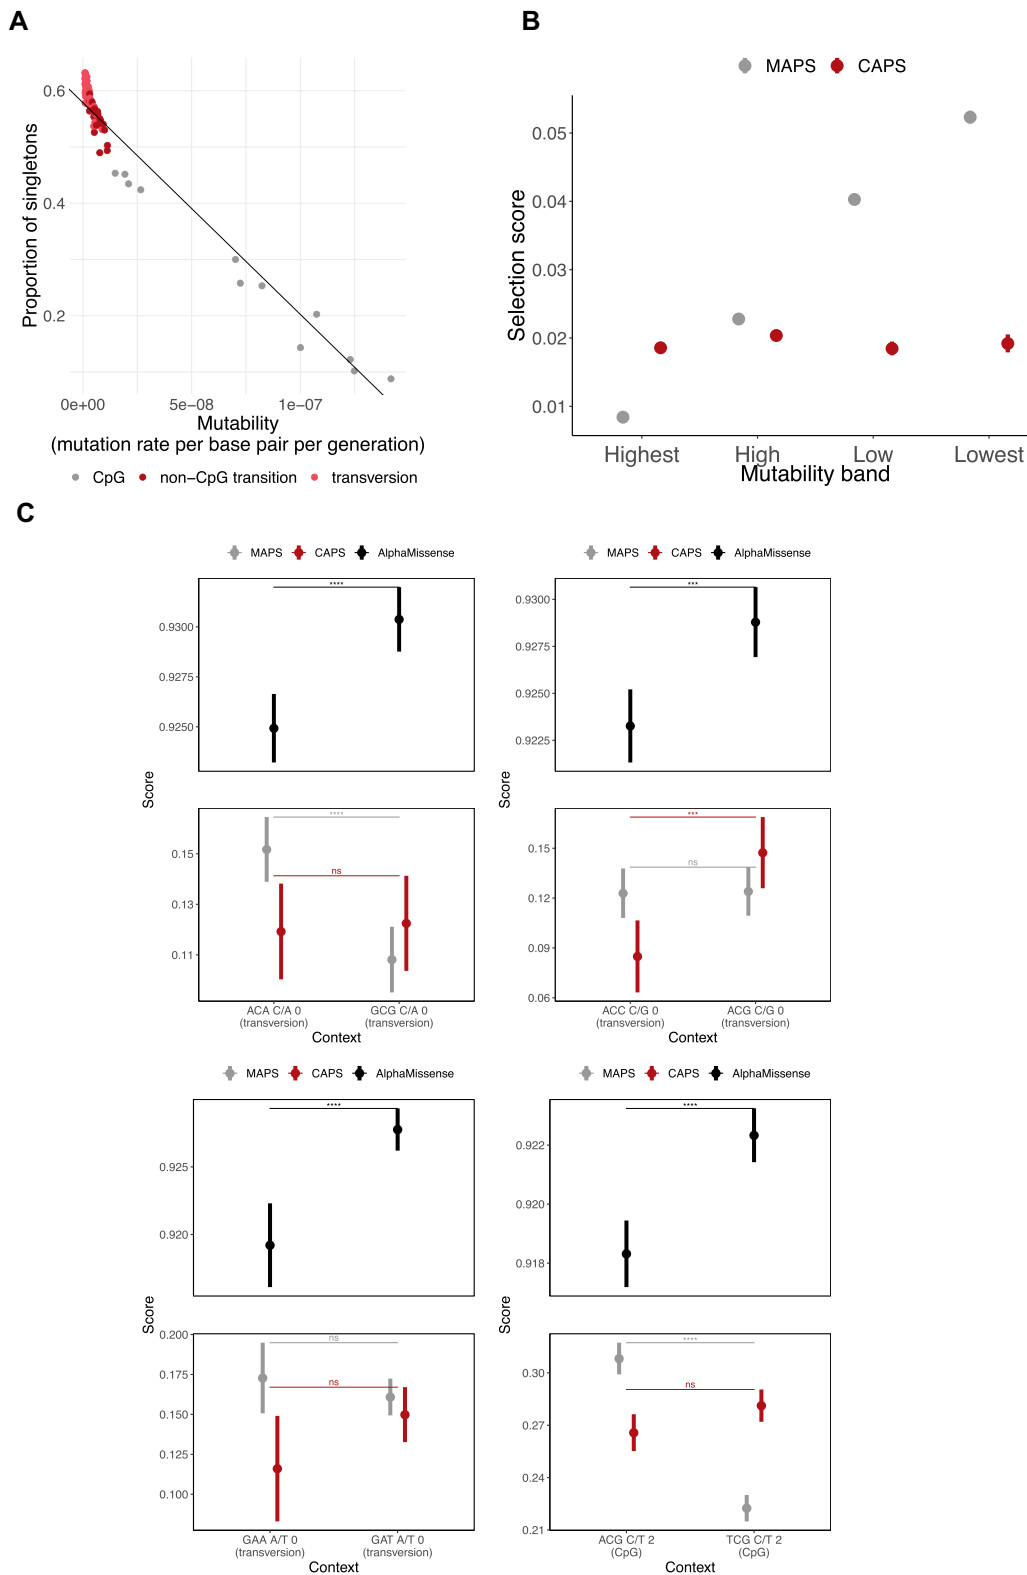 A
0.6
0.4
0.2
Proportion of singletons
0e+00 5e−08 1e−07
Mutability
(mutation rate per base pair per generation)
CpG non−CpG transition transversion
B
MAPS CAPS
0.05
0.04
0.03
0.02
0.01
Selection score
Highest High Low Lowest
Mutability band
C
MAPS CAPS AlphaMissense
****
0.9300
0.9275
0.9250
Score
****
ns
0.15
0.13
0.11
ACA C/A 0 GCG C/A 0
(transversion) (transversion)
Context
MAPS CAPS AlphaMissense
***
0.9300
0.9275
0.9250
0.9225
Score
***
ns
0.15
0.12
0.09
0.06
ACC C/G 0 ACG C/G 0
(transversion) (transversion)
Context
MAPS CAPS AlphaMissense
****
0.925
0.920
Score
ns
ns
0.200
0.175
0.150
0.125
0.100
GAA A/T 0 GAT A/T 0
(transversion) (transversion)
Context
MAPS CAPS AlphaMissense
****
0.922
0.920
0.918
Score
****
ns
0.30
0.27
0.24
0.21
ACG C/T 2 TCG C/T 2
(CpG) (CpG)
Context